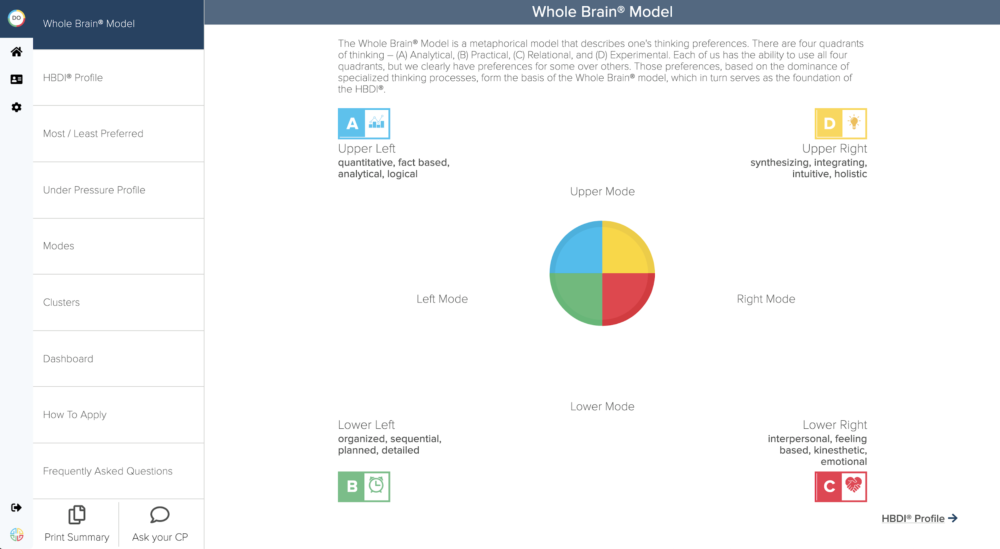 DO
Whole Brain® Model
HBDI® Profile
Most / Least Preferred
Under Pressure Profile
Modes
Clusters
Dashboard
How To Apply
Frequently Asked Questions
Print Summary
Ask your CP
Whole Brain® Model
The Whole Brain® Model is a metaphorical model that describes one's thinking preferences. There are four quadrants
of thinking – (A) Analytical, (B) Practical, (C) Relational, and (D) Experimental. Each of us has the ability to use all four
quadrants, but we clearly have preferences for some over others. Those preferences, based on the dominance of
specialized thinking processes, form the basis of the Whole Brain® model, which in turn serves as the foundation of
the HBDI®.
A
Upper Left
quantitative, fact based,
analytical, logical
D
Upper Right
synthesizing, integrating,
intuitive, holistic
Upper Mode
Left Mode
Right Mode
Lower Mode
Lower Left
organized, sequential,
planned, detailed
B
Lower Right
interpersonal, feeling
based, kinesthetic,
emotional
C
HBDI® Profile